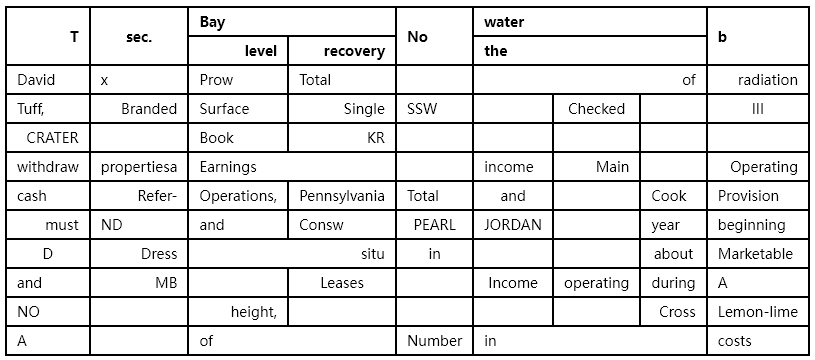 T sec. Bay No water b
level recovery the
David x Prow Total of radiation
Tuff, Branded Surface Single SSW Checked III
CRATER Book KR
withdraw propertiesa Earnings income Main Operating
cash Refer- Operations, Pennsylvania Total and Cook Provision
must ND and Consw PEARL JORDAN year beginning
D Dress situ in about Marketable
and MB Leases Income operating during A
NO height, Cross Lemon-lime
A of Number in costs